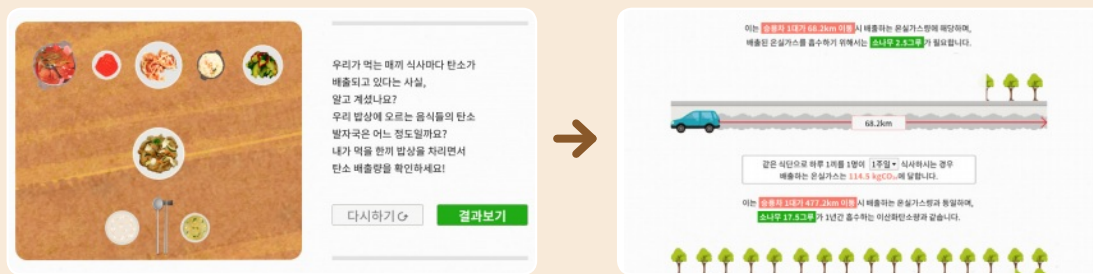 우리가 먹는 매끼 식사마다 탄소가
배출되고 있다는 사실,
알고 계셨나요?
우리 밥상에 오르는 음식들의 탄소
발자국은 어느 정도일까요?
내가 먹을 한끼 밥상을 차리면서
탄소 배출량을 확인하세요!
다시하기
결과보기
이는 승용차 1대가 68.2km 이동시 배출하는 온실가스량에 해당하며,
배출된 온실가스를 흡수하기 위해서는 소나무 2.5그루가 필요합니다.
68.2km
같은 식단으로 하루 1끼를 1명이 1주일 식사하시는 경우
배출하는 온실가스는 114.5 kgCO₂에 달합니다.
이는 승용차 1대가 477.2km 이동시 배출하는 온실가스량과 동일하며,
소나무 17.5그루가 1년간 흡수하는 이산화탄소량과 같습니다.